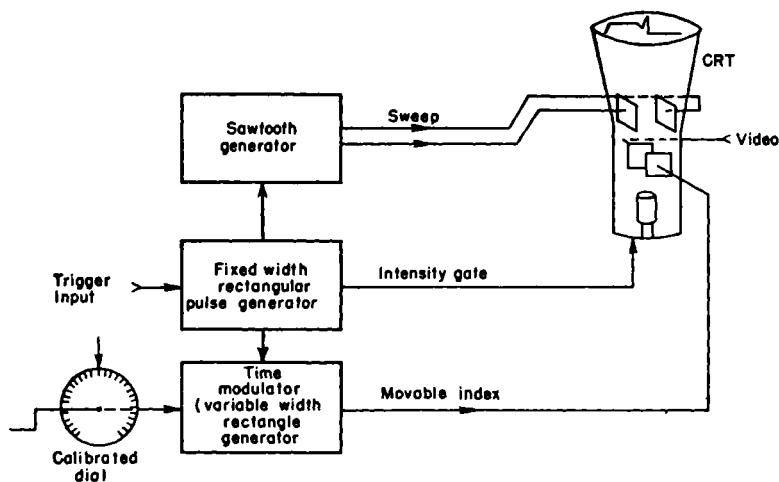 CRT
Sweep
Sawtooth
generator
Video
Trigger
Input
Fixed width
rectangular
pulse generator
Intensity gate
Time
modulator
(variable width
rectangle
generator
Movable index
Calibrated
dial